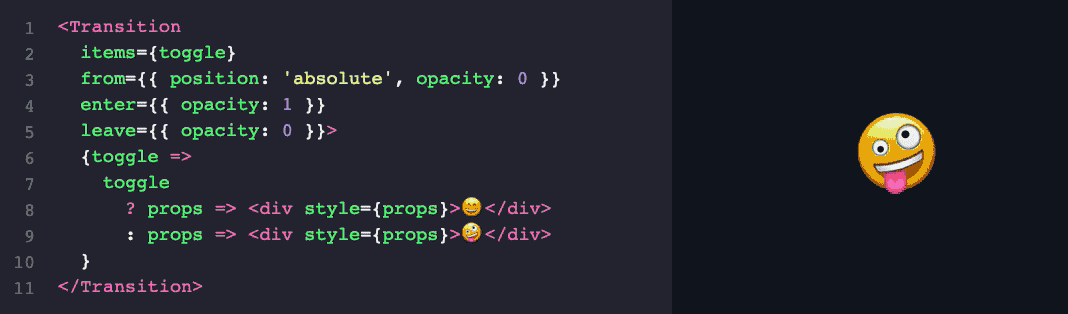 1 <Transition
2   items={toggle}
3   from={{ position: 'absolute', opacity: 0 }}
4   enter={{ opacity: 1 }}
5   leave={{ opacity: 0 }}>
6   {toggle =>
7     toggle
8       ? props => <div style={props}>😄</div>
9       : props => <div style={props}>🤪</div>
10   }
11 </Transition>